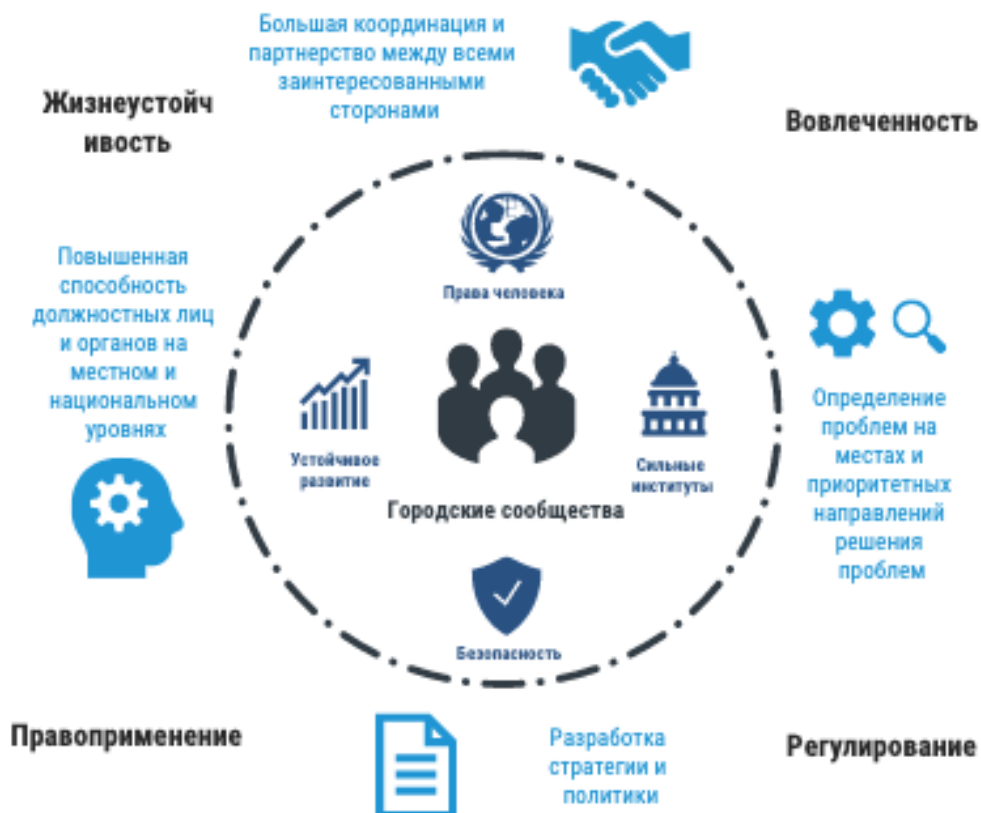 Большая координация и
партнерство между всеми
заинтересованными
сторонами
Жизнеустойч
ивость
Вовлеченность
Права человека
Повышенная
способность
должностных лиц
и органов на
местном и
национальном
уровнях
Определение
проблем на
местах и
приоритетных
направлений
решения
проблем
Устойчивое
развитие
Сильные
институты
Городские сообщества
Безопасность
Правоприменение
Разработка
стратегии и
политики
Регулирование